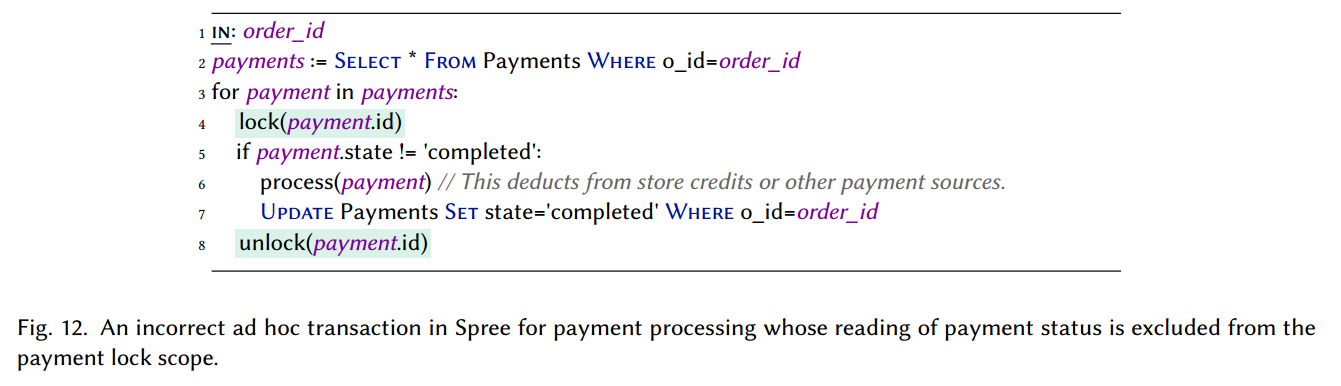 1 IN: order_id
2 payments := SELECT * FROM Payments WHERE o_id=order_id
3 for payment in payments:
4 lock(payment.id)
5 if payment.state != 'completed':
6 process(payment) // This deducts from store credits or other payment sources.
7 UPDATE Payments SET state='completed' WHERE o_id=order_id
8 unlock(payment.id)
Fig. 12. An incorrect ad hoc transaction in Spree for payment processing whose reading of payment status is excluded from the
payment lock scope.